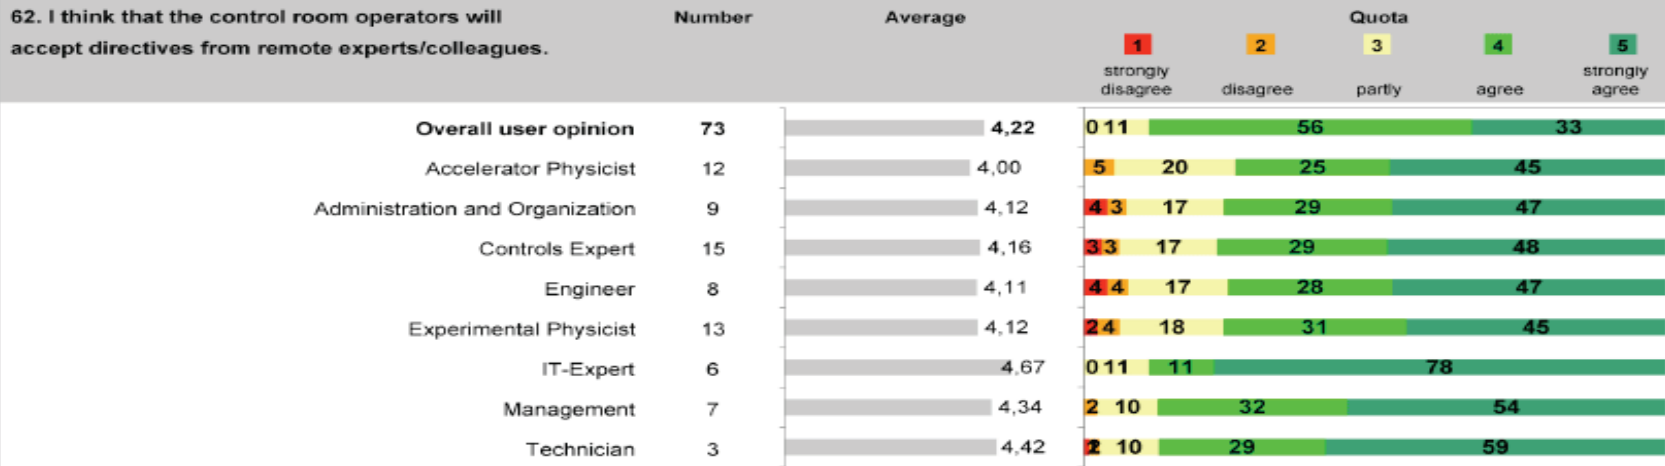 62. I think that the control room operators will Number Average Quota
accept directives from remote experts/colleagues.
1 2 3 4 5
strongly disagree disagree partly agree strongly agree
Overall user opinion 73 4,22 0 11 56 33
Accelerator Physicist 12 4,00 5 20 25 45
Administration and Organization 9 4,12 4 3 17 29 47
Controls Expert 15 4,16 3 3 17 29 48
Engineer 8 4,11 4 4 17 28 47
Experimental Physicist 13 4,12 2 4 18 31 45
IT-Expert 6 4,67 0 11 11 78
Management 7 4,34 2 10 32 54
Technician 3 4,42 10 29 59